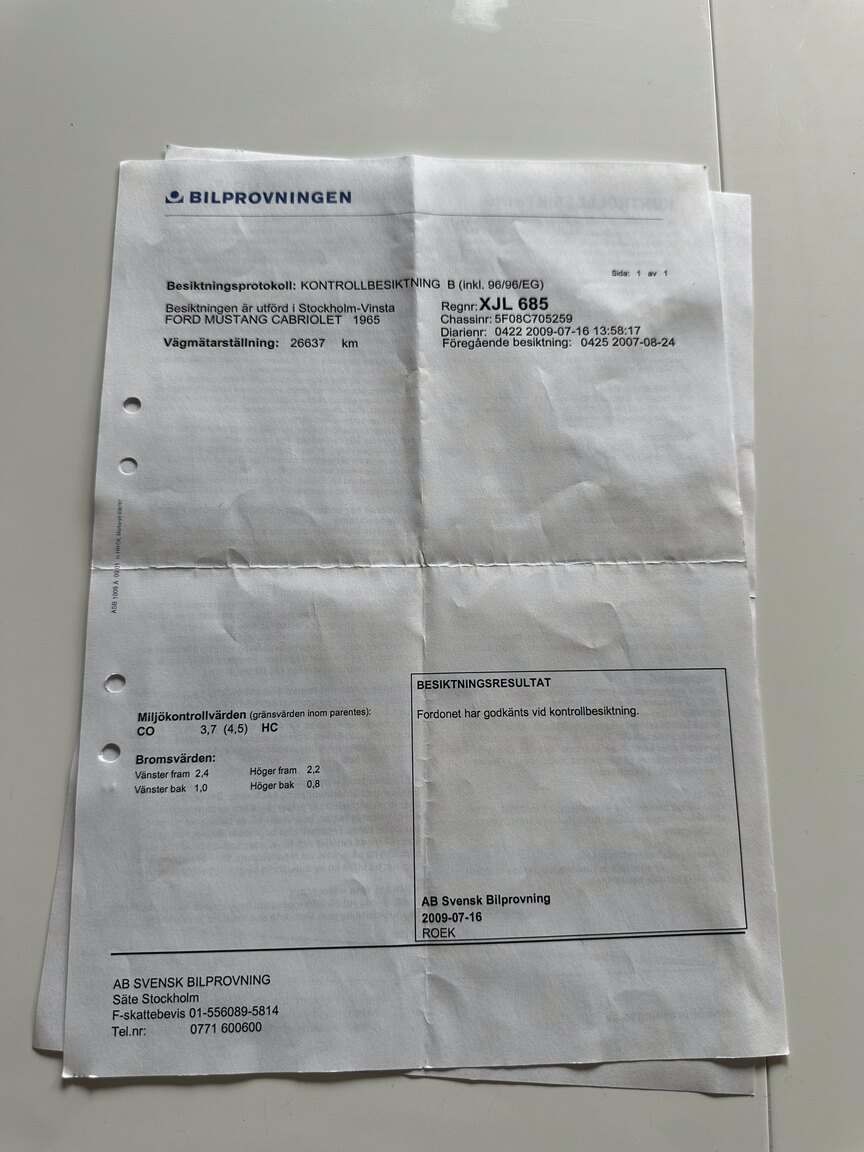 BILPROVNINGEN
Sida: 1 av 1
Besiktningsprotokoll: KONTROLLBESIKTNING B (inkl. 96/96/EG)
Besiktningen är utförd i Stockholm-Vinsta
FORD MUSTANG CABRIOLET 1965
Vägmätarställning: 26637 km
Regnr: XJL 685
Chassinr: 5F08C705259
Diarienr: 0422 2009-07-16 13:58:17
Föregående besiktning: 0425 2007-08-24
ASB 1009 A 09.01
Miljökontrollvärden (gränsvärden inom parentes):
CO 3,7 (4,5) HC
Bromsvärden:
Vänster fram 2,4 Höger fram 2,2
Vänster bak 1,0 Höger bak 0,8
BESIKTNINGSRESULTAT
Fordonet har godkänts vid kontrollbesiktning.
AB Svensk Bilprovning
2009-07-16
ROEK
AB SVENSK BILPROVNING
Säte Stockholm
F-skattebevis 01-556089-5814
Tel.nr: 0771 600600